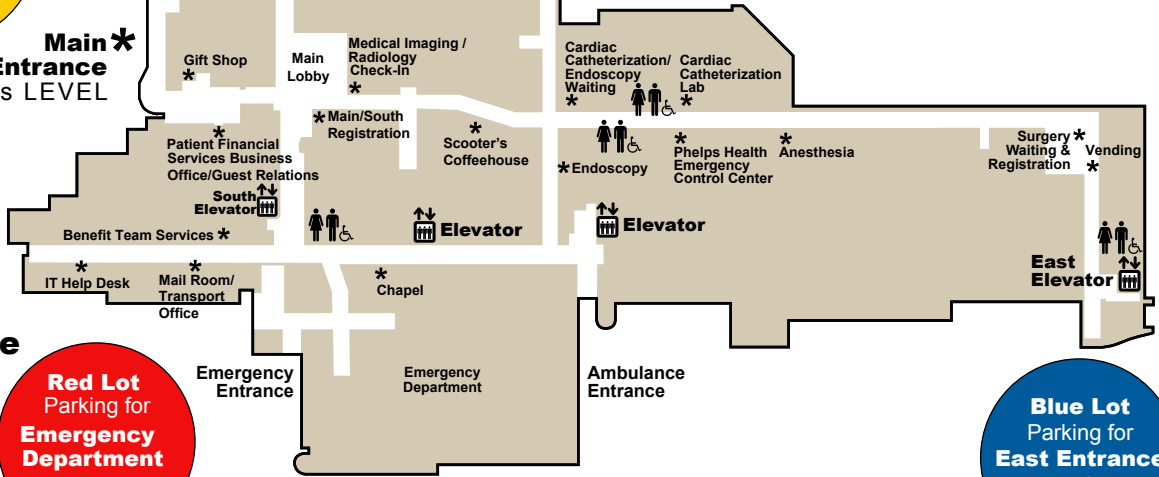 Main
Entrance
s LEVEL
Gift Shop
Main
Lobby
Medical Imaging /
Radiology
Check-In
Cardiac
Catheterization/
Endoscopy
Waiting
Cardiac
Catheterization
Lab
Main/South
Registration
Patient Financial
Services Business
Office/Guest Relations
Scooter's
Coffeehouse
Endoscopy
Phelps Health
Emergency
Control Center
Anesthesia
Surgery
Waiting &
Registration
Vending
South
Elevator
Elevator
Elevator
Benefit Team Services
East
Elevator
IT Help Desk
Mail Room/
Transport
Office
Chapel
e
Emergency
Entrance
Emergency
Department
Ambulance
Entrance
Red Lot
Parking for
Emergency
Department
Blue Lot
Parking for
East Entrance